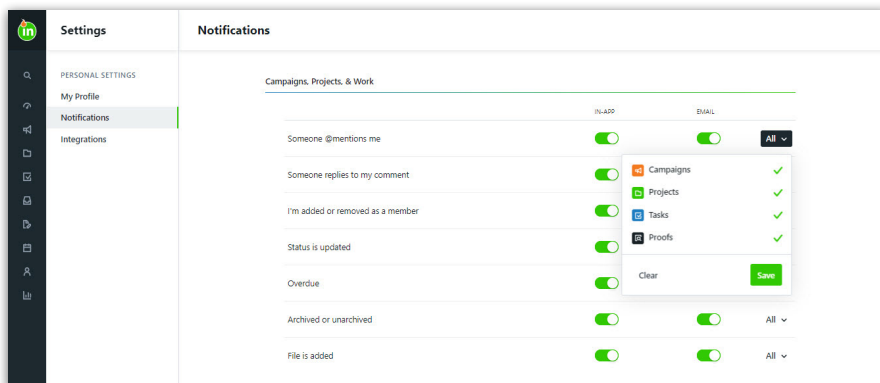 in
Settings
Notifications
PERSONAL SETTINGS
My Profile
Notifications
Integrations
Campaigns, Projects, & Work
IN-APP EMAIL
Someone @mentions me All
Someone replies to my comment
I'm added or removed as a member
Status is updated
Overdue
Campaigns
Projects
Tasks
Proofs
Clear Save
Archived or unarchived All
File is added All